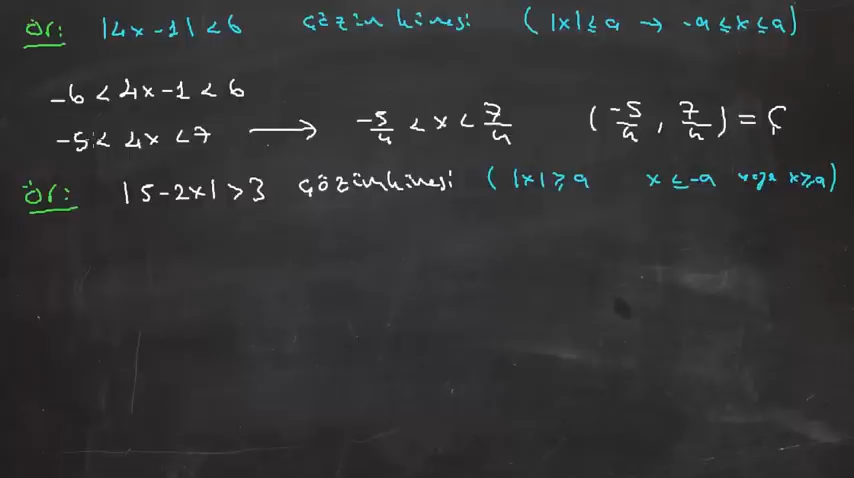 Ör: |4x-1|<6 çözüm kümesi (|x|≤a → -a≤x≤a)
-6<4x-1<6
-5<4x<7 → -5/4<x<7/4 (-5/4, 7/4)=Ç
Ör: |5-2x|>3 çözüm kümesi (|x|≥a x≤-a veya x≥a)